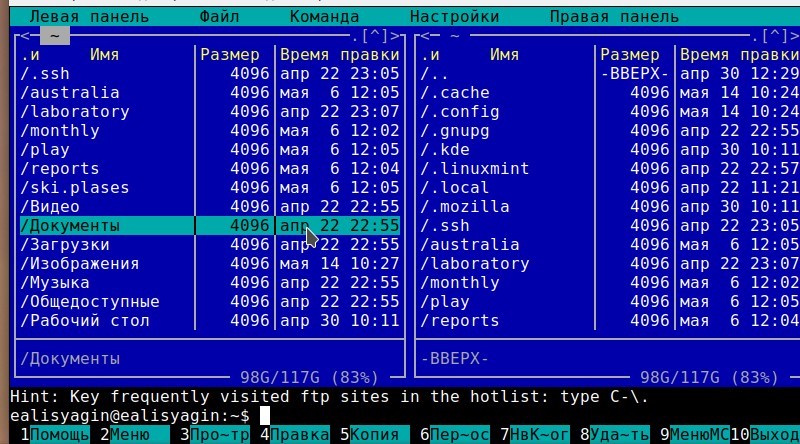 Левая панель Файл Команда Настройки Правая панель
<─ ~ .[^]> <─ ~ .[^]>
.и Имя Размер Время правки .и Имя Размер Время правки
/.ssh 4096 апр 22 23:05 /.. -ВВЕРХ- апр 30 12:29
/australia 4096 мая 6 12:05 /.cache 4096 мая 14 10:24
/laboratory 4096 апр 22 23:07 /.config 4096 мая 14 10:24
/monthly 4096 мая 6 12:02 /.gnupg 4096 апр 22 22:55
/play 4096 мая 6 12:05 /.kde 4096 апр 30 10:11
/reports 4096 мая 6 12:04 /.linuxmint 4096 апр 22 22:57
/ski.plases 4096 мая 6 12:05 /.local 4096 апр 22 11:21
/Видео 4096 апр 22 22:55 /.mozilla 4096 апр 30 10:11
/Документы 4096 апр 22 22:55 /.ssh 4096 апр 22 23:05
/Загрузки 4096 апр 22 22:55 /australia 4096 мая 6 12:05
/Изображения 4096 мая 14 10:27 /laboratory 4096 апр 22 23:07
/Музыка 4096 апр 22 22:55 /monthly 4096 мая 6 12:02
/Общедоступные 4096 апр 22 22:55 /play 4096 мая 6 12:05
/Рабочий стол 4096 апр 30 10:11 /reports 4096 мая 6 12:04
/Документы -ВВЕРХ-
98G/117G (83%) 98G/117G (83%)
Hint: Key frequently visited ftp sites in the hotlist: type C-\.
ealisyagin@ealisyagin:~$
1Помощь 2Меню 3Про~тр 4Правка 5Копия 6Пер~ос 7НвК~ог 8Уда~ть 9МенюMC 10Выход